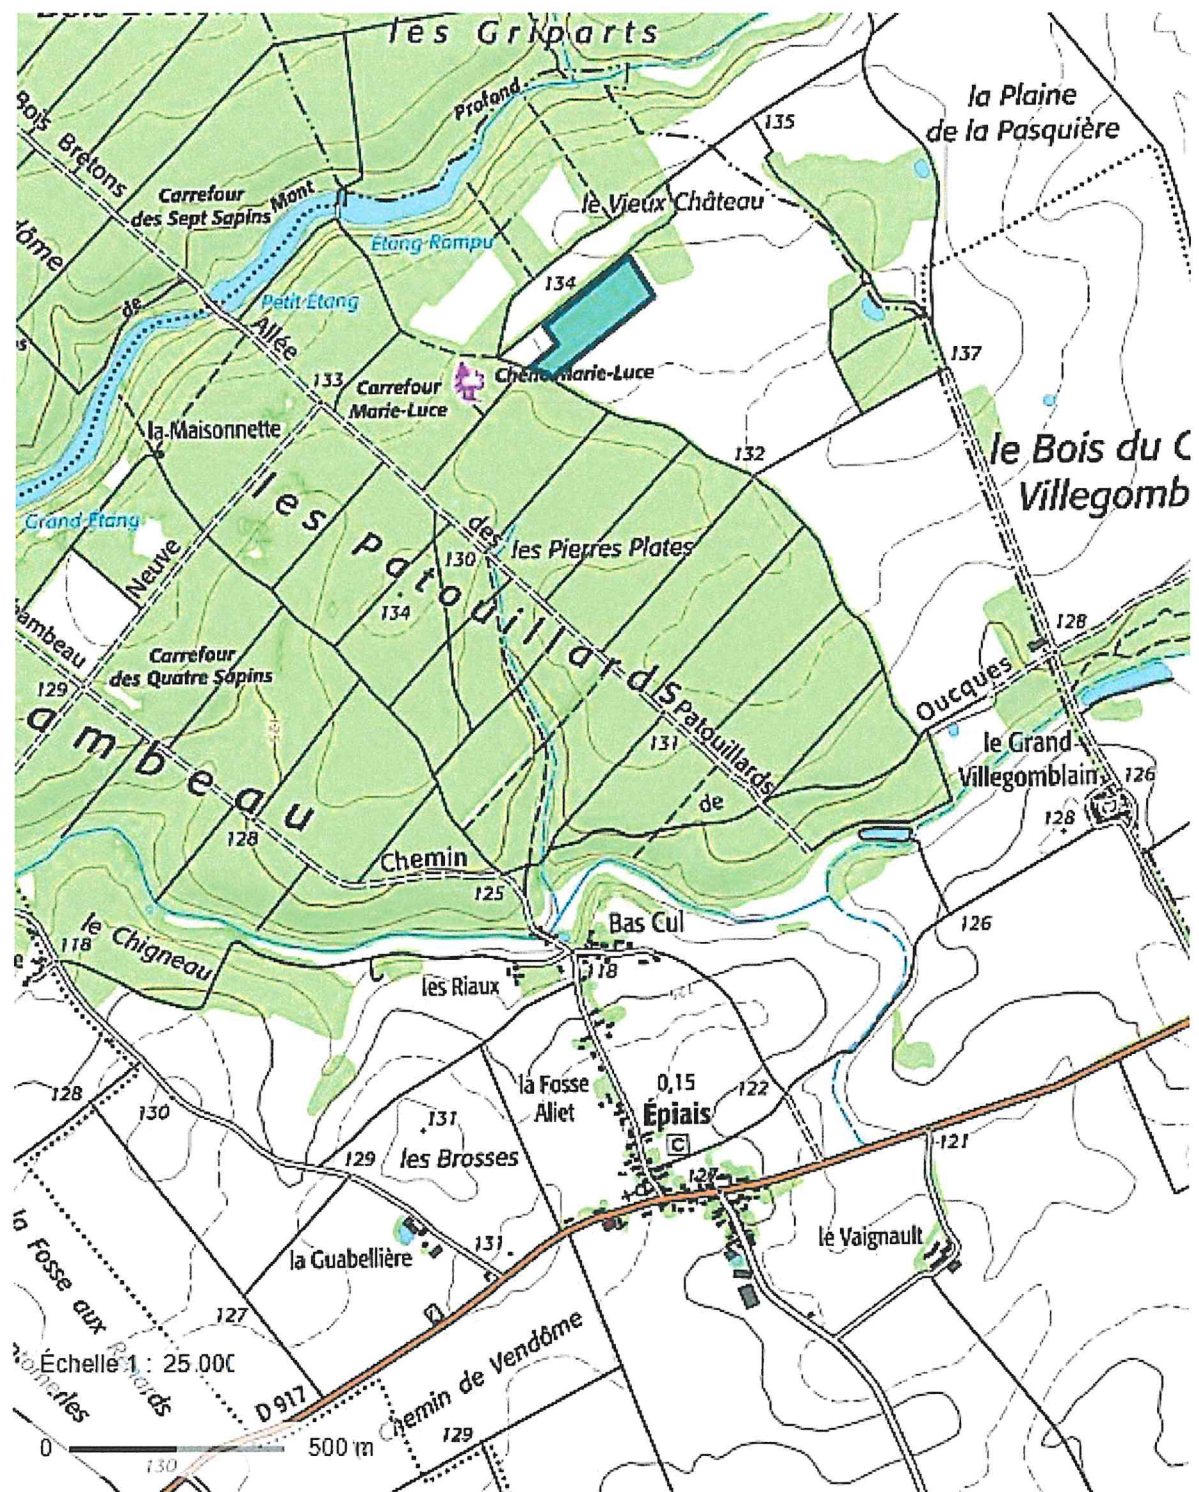 les Griparts
Profond
la Plaine
de la Pasquière
135
Bois
Bretons
Carrefour
des Sept Sapins
Mont
le Vieux Château
Étang Rompu
134
Petit Etang
de
Allée
137
133
Carrefour
Marie-Luce
Marie-Luce
la Maisonnette
132
le Bois du
Grand Etang
les Patouillards
des
les Pierres Plates
130
Neuve
134
128
Carrefour
des Quatre Sapins
129
Oucques
ambeau
Patouillards
131
le Grand
Villegomblain
126
128
de
128
Chemin
125
Bas Cul
126
le Chigneau
118
les Riaux
118
la Fosse
Aliet
0,15
Épiais
C
122
128
130
131
les Brosses
129
121
127
la Fosse aux
le Vaignault
la Guabellière
131
127
Échelle 1 : 25 000
D 917
Chemin de Vendôme
129
0
500 m
130